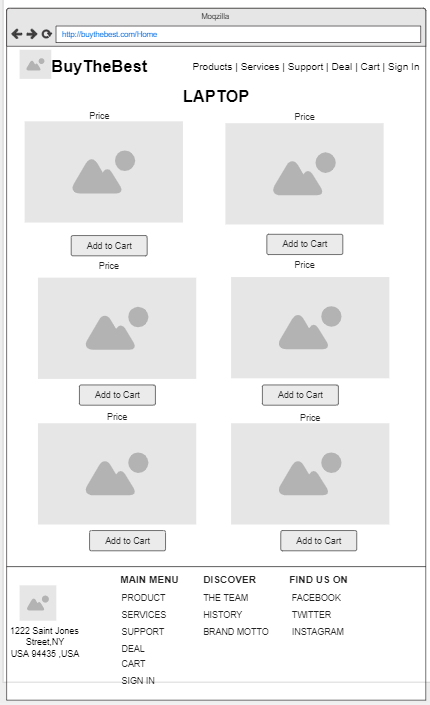 Moqzilla
http://buythebest.com/Home
BuyTheBest
Products | Services | Support | Deal | Cart | Sign In
LAPTOP
Price
Price
Add to Cart
Add to Cart
Price
Price
Add to Cart
Add to Cart
Price
Price
Add to Cart
Add to Cart
1222 Saint Jones
Street,NY
USA 94435 ,USA
MAIN MENU
PRODUCT
SERVICES
SUPPORT
DEAL
CART
SIGN IN
DISCOVER
THE TEAM
HISTORY
BRAND MOTTO
FIND US ON
FACEBOOK
TWITTER
INSTAGRAM